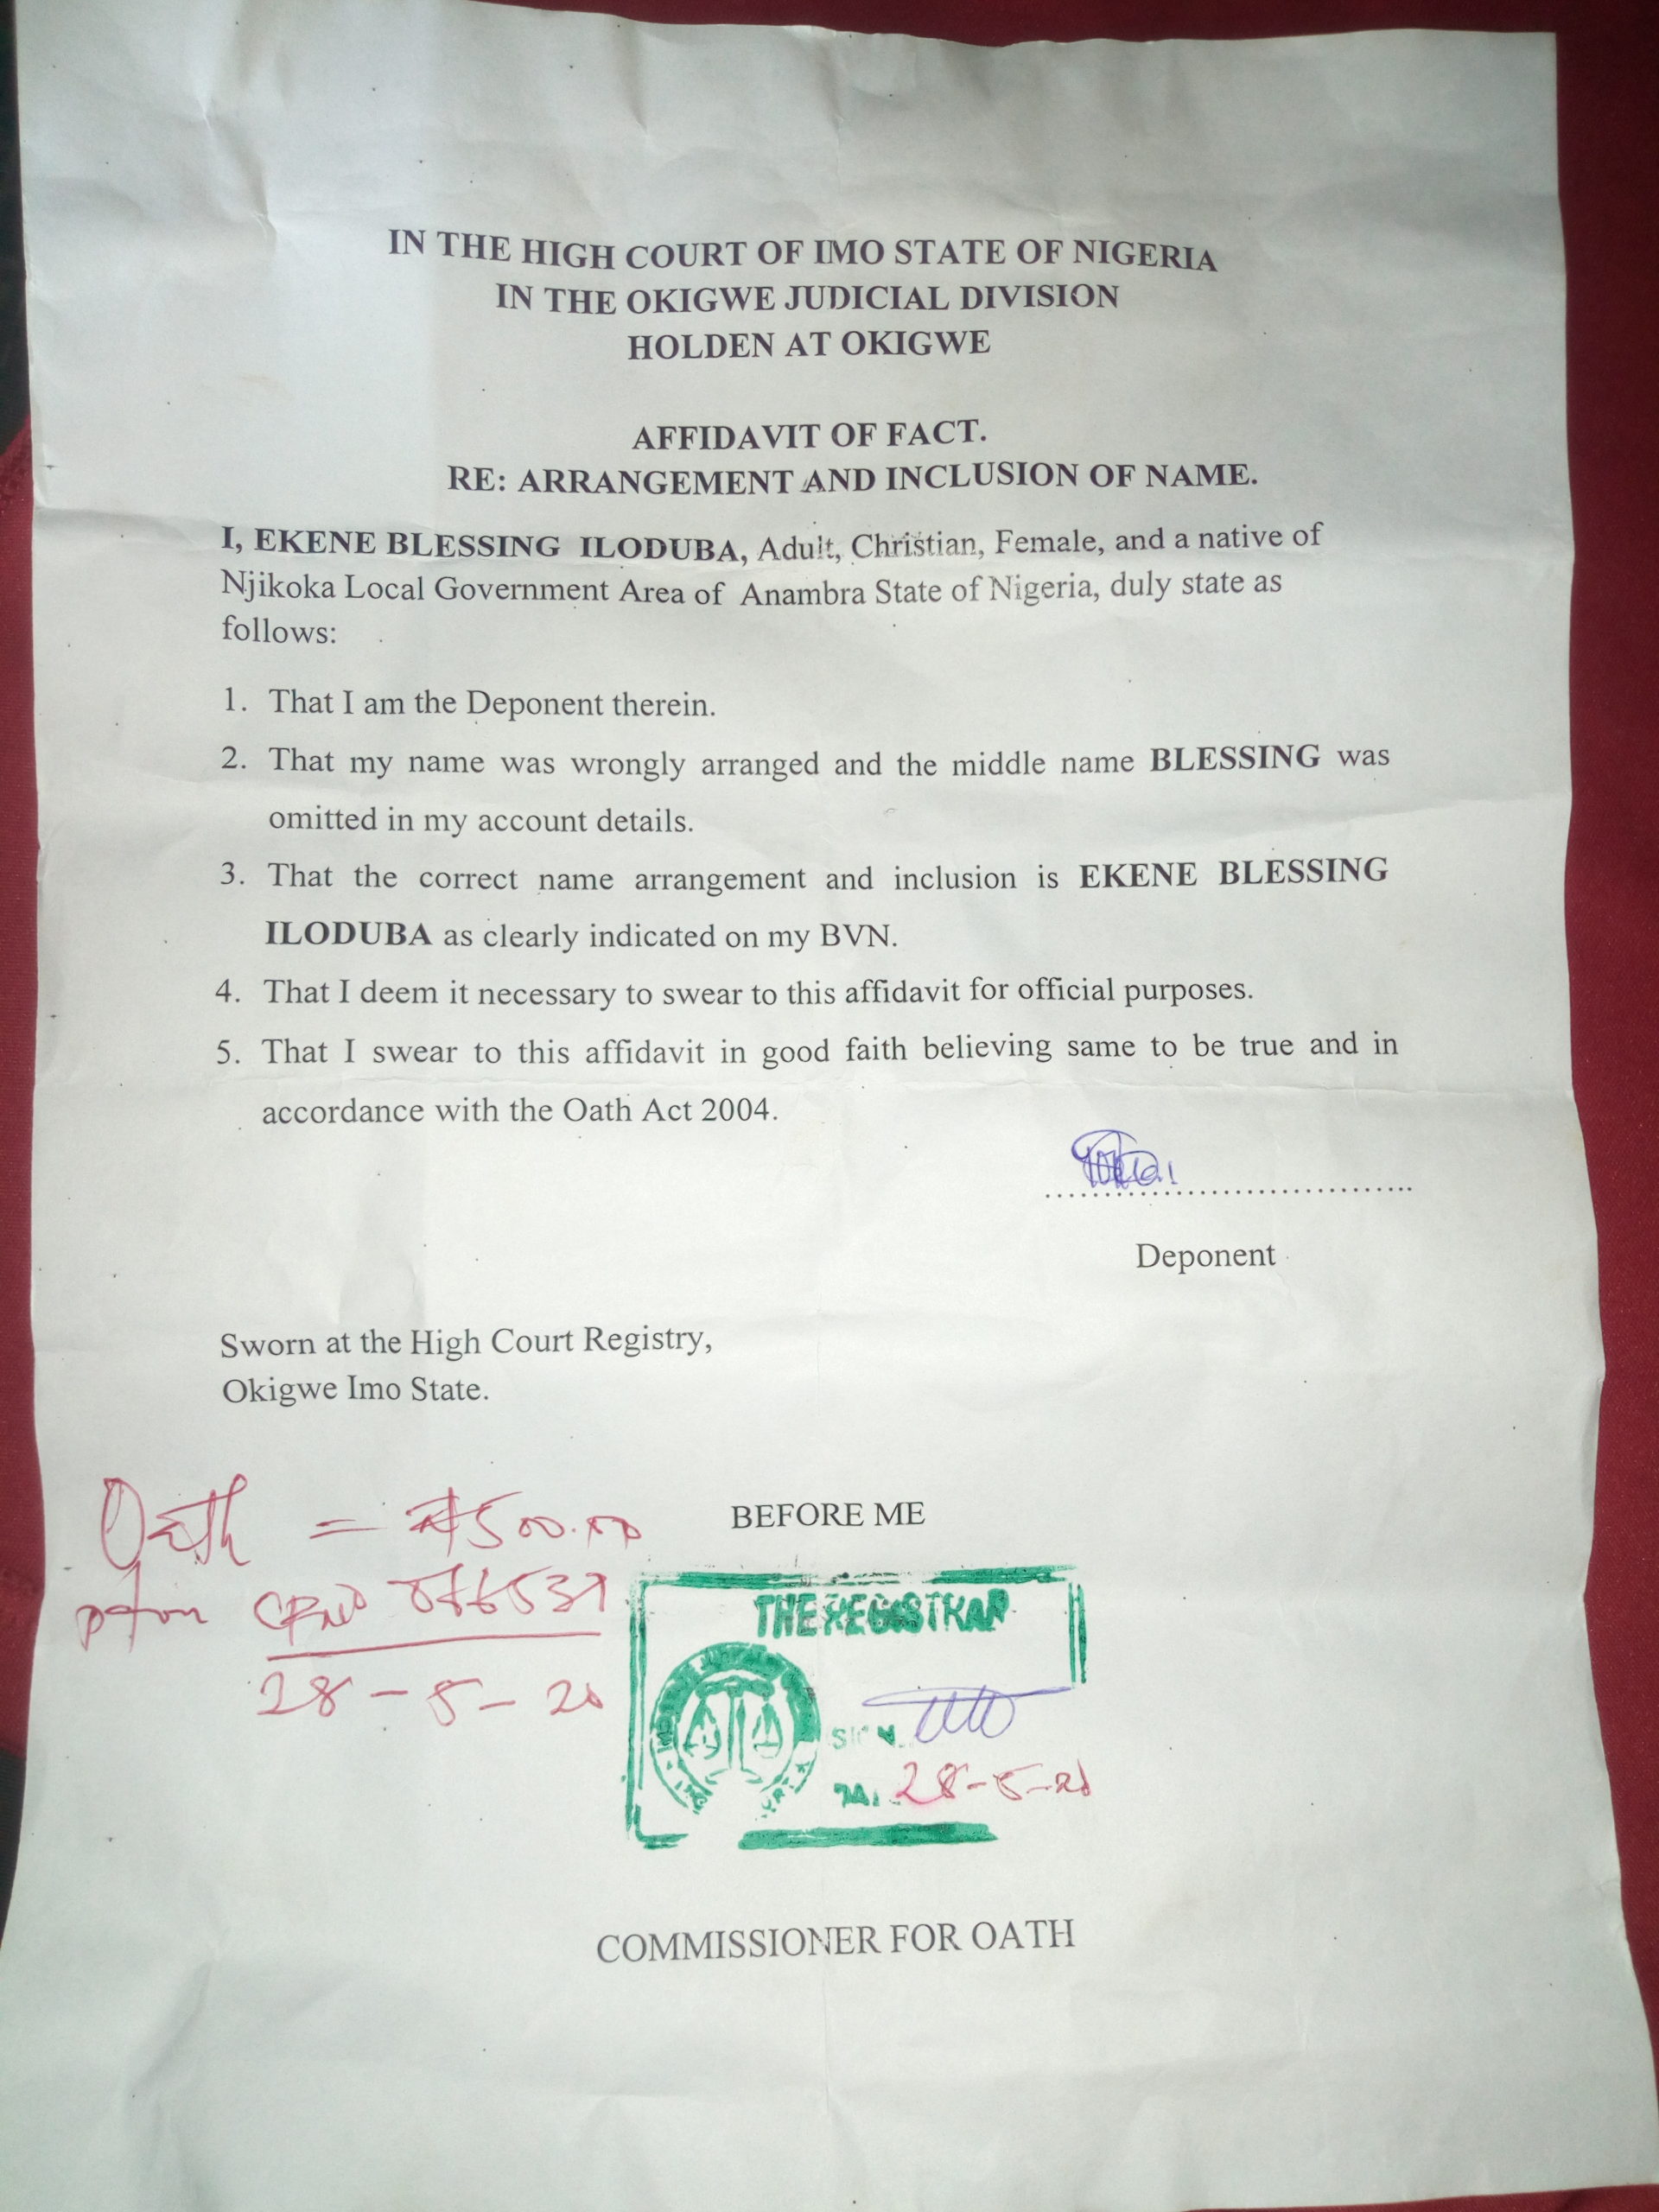 IN THE HIGH COURT OF IMO STATE OF NIGERIA
IN THE OKIGWE JUDICIAL DIVISION
HOLDEN AT OKIGWE
AFFIDAVIT OF FACT.
RE: ARRANGEMENT AND INCLUSION OF NAME.
I, EKENE BLESSING ILODUBA, Adult, Christian, Female, and a native of
Njikoka Local Government Area of Anambra State of Nigeria, duly state as
follows:
1. That I am the Deponent therein.
2. That my name was wrongly arranged and the middle name BLESSING was
omitted in my account details.
3. That the correct name arrangement and inclusion is EKENE BLESSING
ILODUBA as clearly indicated on my BVN.
4. That I deem it necessary to swear to this affidavit for official purposes.
5. That I swear to this affidavit in good faith believing same to be true and in
accordance with the Oath Act 2004.
Deponent
Sworn at the High Court Registry,
Okigwe Imo State.
Oath = ₦500.00
BEFORE ME
28-5-20
THE REGISTRAR
SIGN
COMMISSIONER FOR OATH